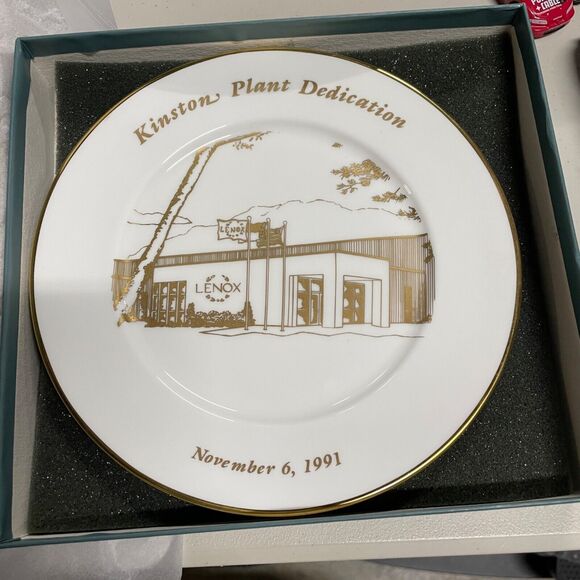 Kinston Plant Dedication
LENOX
LENOX
November 6, 1991